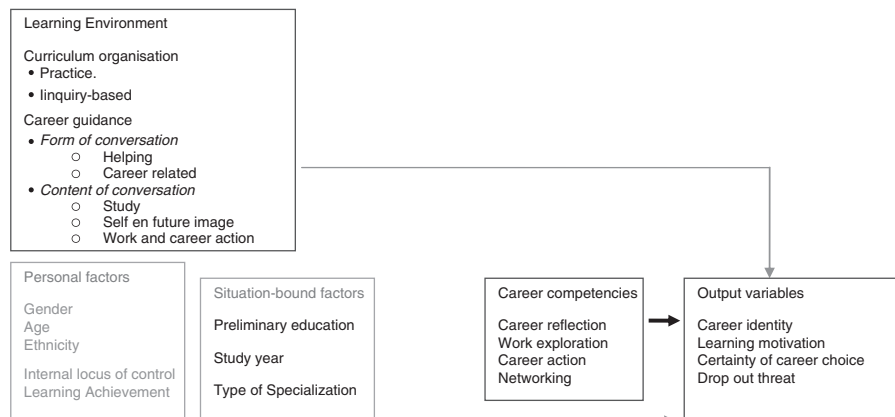 Learning Environment
Curriculum organisation
• Practice.
• Iinquiry-based
Career guidance
• Form of conversation
○ Helping
○ Career related
• Content of conversation
○ Study
○ Self en future image
○ Work and career action
Personal factors
Gender
Age
Ethnicity
Internal locus of control
Learning Achievement
Situation-bound factors
Preliminary education
Study year
Type of Specialization
Career competencies
Career reflection
Work exploration
Career action
Networking
Output variables
Career identity
Learning motivation
Certainty of career choice
Drop out threat